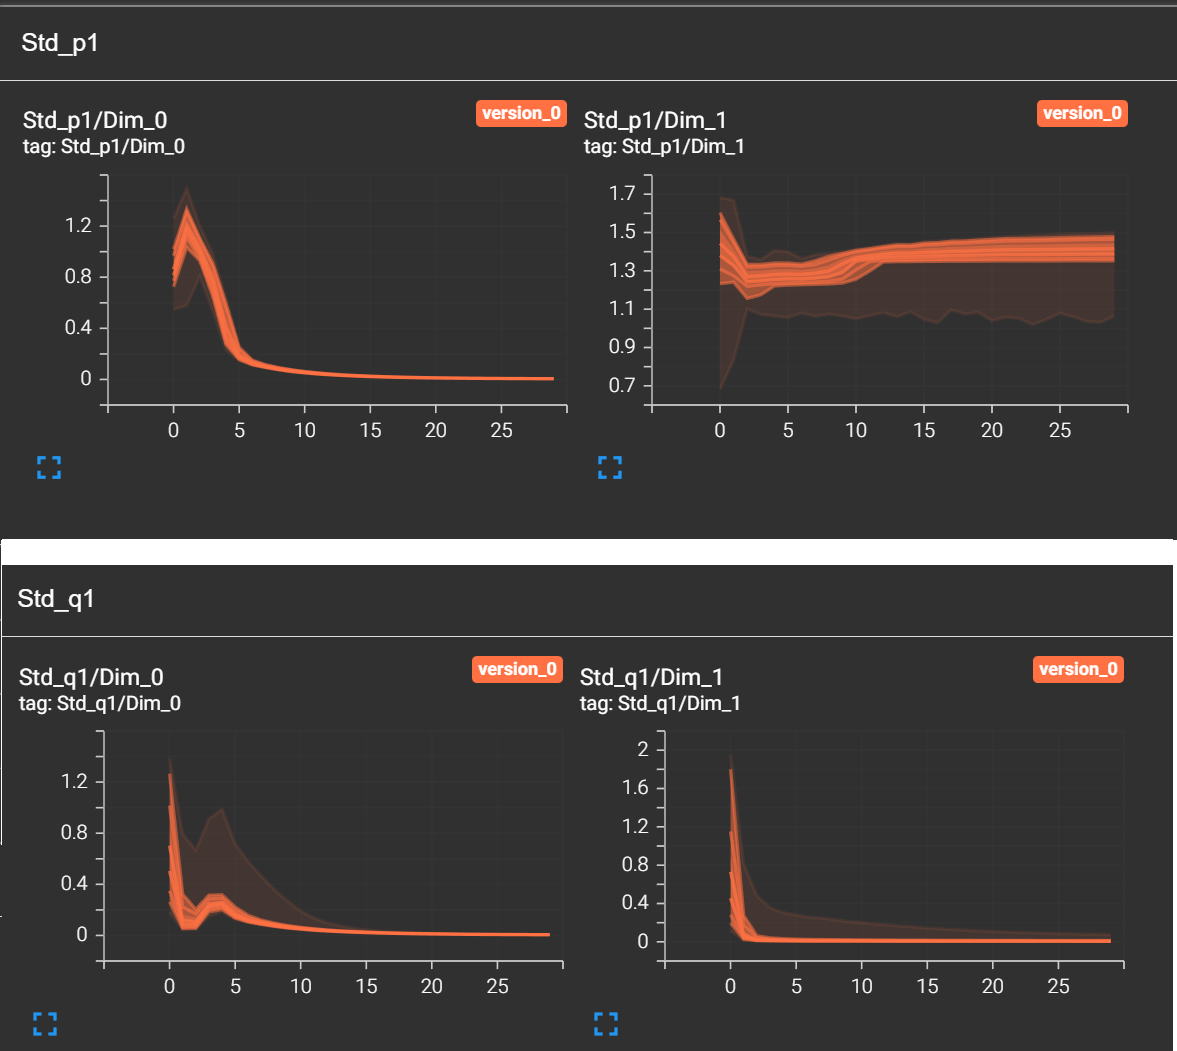 Std_p1
Std_p1/Dim_0
version_0
tag: Std_p1/Dim_0
1.2
0.8
0.4
0
0 5 10 15 20 25
Std_p1/Dim_1
version_0
tag: Std_p1/Dim_1
1.7
1.5
1.3
1.1
0.9
0.7
0 5 10 15 20 25
Std_q1
Std_q1/Dim_0
version_0
tag: Std_q1/Dim_0
1.2
0.8
0.4
0
0 5 10 15 20 25
Std_q1/Dim_1
version_0
tag: Std_q1/Dim_1
2
1.6
1.2
0.8
0.4
0
0 5 10 15 20 25